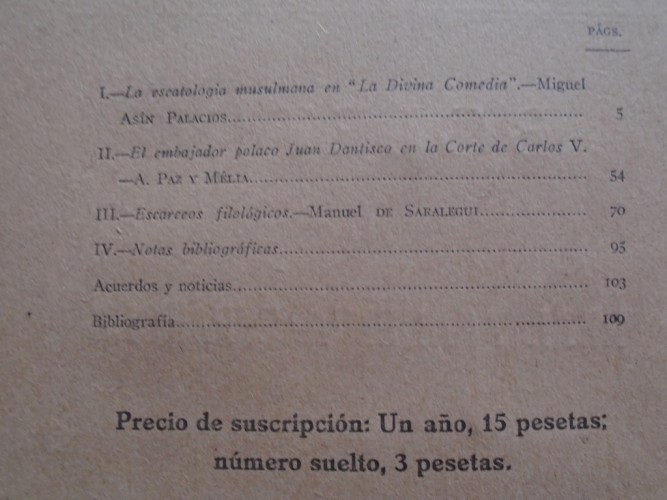 PÁGS.
I.—La escatología musulmana en "La Divina Comedia".—Miguel
Asín Palacios.......... 5
II.—El embajador polaco Juan Dantisco en la Corte de Carlos V.
—A. Paz y Mélia.......... 54
III.—Escarceos filológicos.—Manuel de Saralegui.......... 70
IV.—Notas bibliográficas.......... 95
Acuerdos y noticias.......... 103
Bibliografía.......... 109
Precio de suscripción: Un año, 15 pesetas;
número suelto, 3 pesetas.